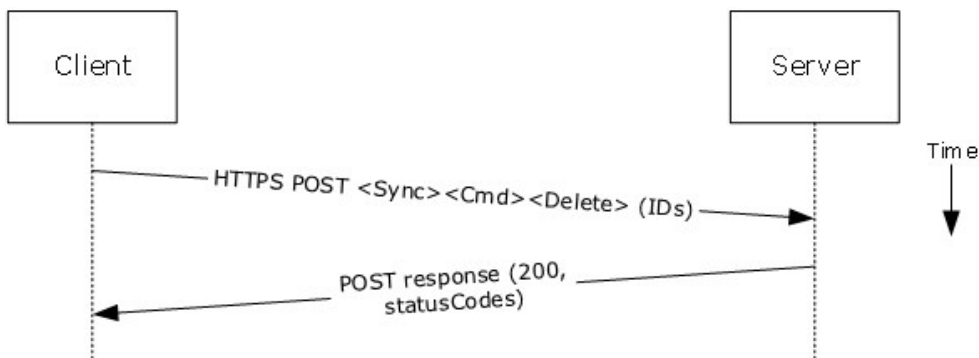 Client
Server
Time
HTTPS POST <Sync><Cmd><Delete> (IDs)
POST response (200,
statusCodes)